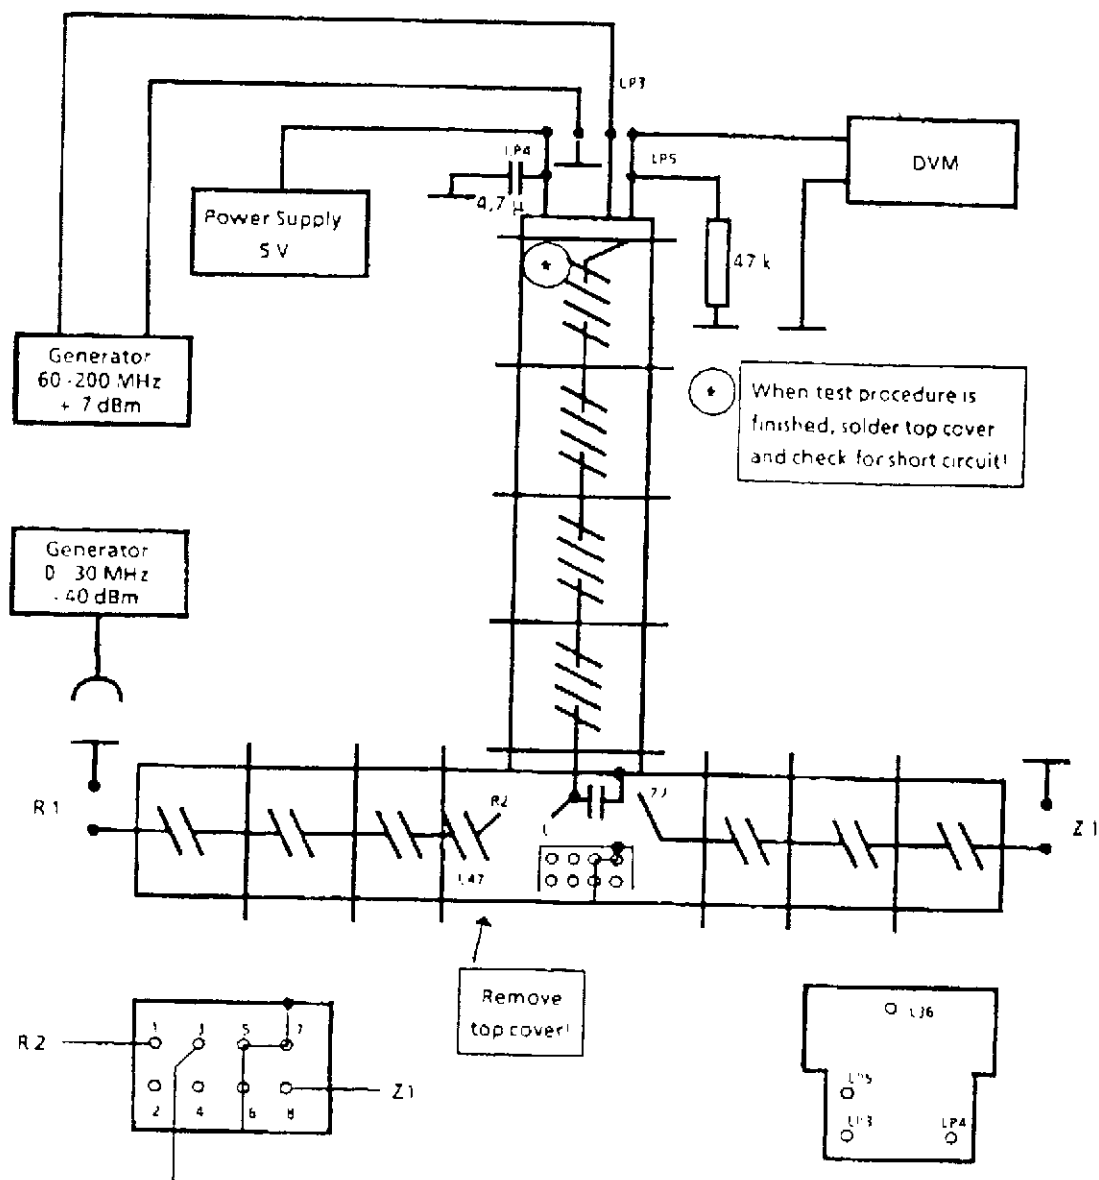 LP3
LP4
LP5
DVM
4,7 µ
Power Supply
5 V
47 k
Generator
60 -200 MHz
+ 7 dBm
*
* When test procedure is
finished, solder top cover
and check for short circuit!
Generator
0 30 MHz
- 40 dBm
R 1
R2
L
Z 1
L47
Remove
top cover!
1 3 5 7
R 2
Z 1
2 4 6 8
L36
LP5
LP3
LP4